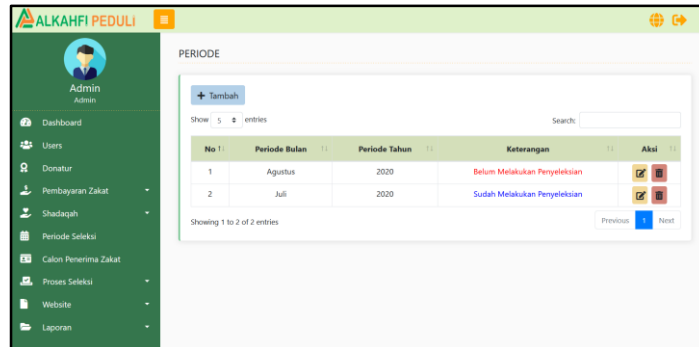 ALKAHFI PEDULI
Admin
Admin
Dashboard
Users
Donatur
Pembayaran Zakat
Shadaqah
Periode Seleksi
Calon Penerima Zakat
Proses Seleksi
Website
Laporan
PERIODE
+ Tambah
Show 5 entries Search:
No Periode Bulan Periode Tahun Keterangan Aksi
1 Agustus 2020 Belum Melakukan Penyeleksian
2 Juli 2020 Sudah Melakukan Penyeleksian
Showing 1 to 2 of 2 entries Previous 1 Next